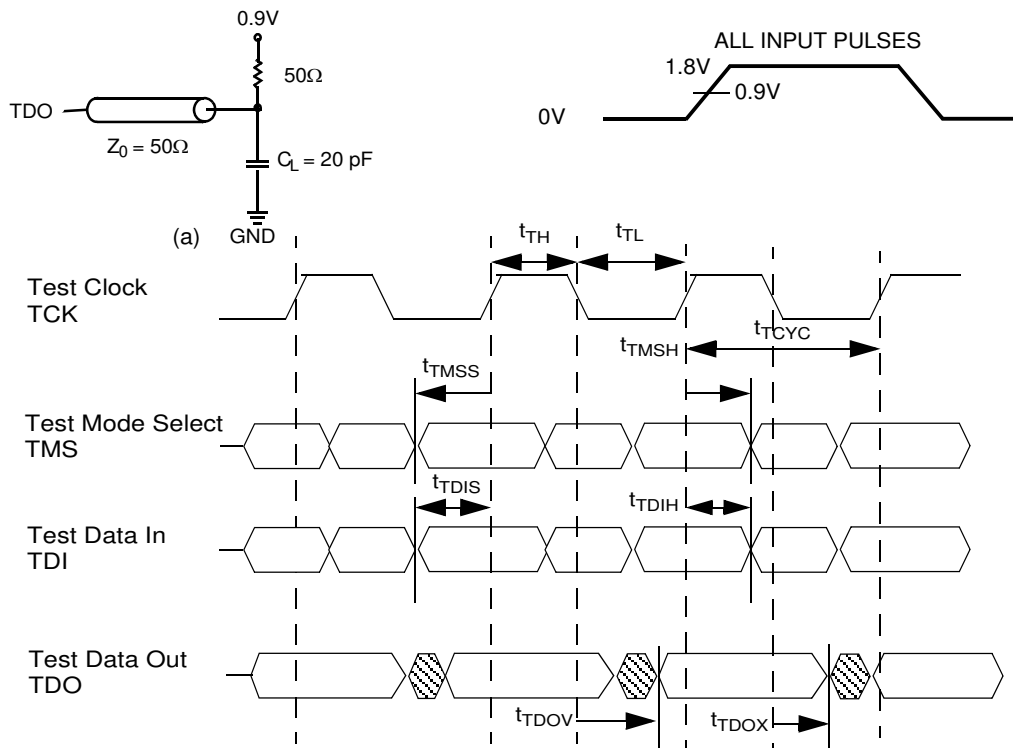 0.9V
ALL INPUT PULSES
50Ω
1.8V
0.9V
TDO
0V
Z0 = 50Ω
CL = 20 pF
(a)
GND
tTH
tTL
Test Clock
TCK
tTMSH
tTCYC
tTMSS
Test Mode Select
TMS
tTDIS
tTDIH
Test Data In
TDI
Test Data Out
TDO
tTDOV
tTDOX